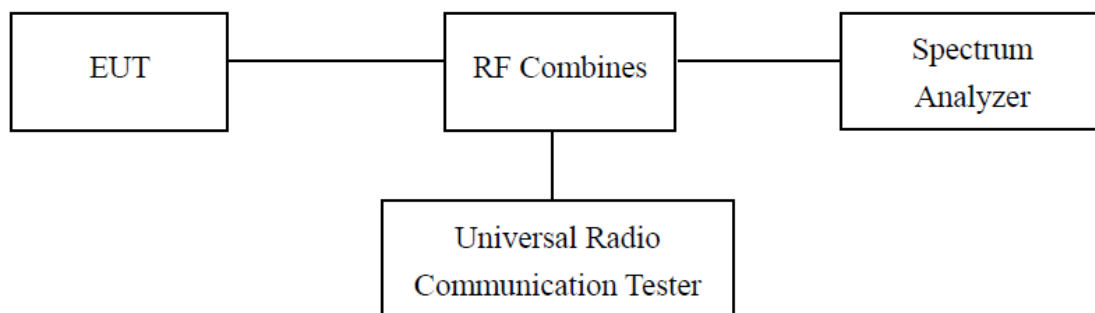 EUT
RF Combines
Spectrum
Analyzer
Universal Radio
Communication Tester